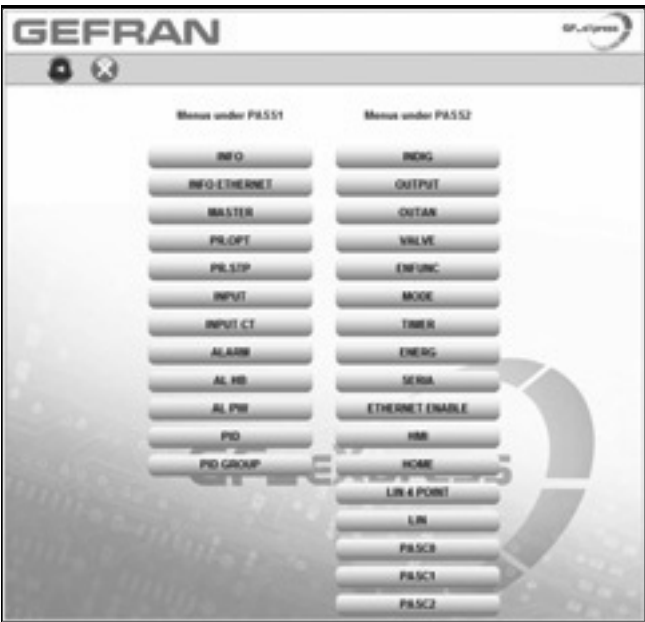 GEFRAN
GF_eXpress
Menus under PASS1
INFO
INFO ETHERNET
MASTER
PR.OPT
PR.STP
INPUT
INPUT CT
ALARM
AL HB
AL PW
PID
PID GROUP
Menus under PASS2
INDIG
OUTPUT
OUTAN
VALVE
ENFUNC
MODE
TIMER
ENERG
SERIA
ETHERNET ENABLE
HMI
HOME
LIN 4 POINT
LIN
PASC0
PASC1
PASC2